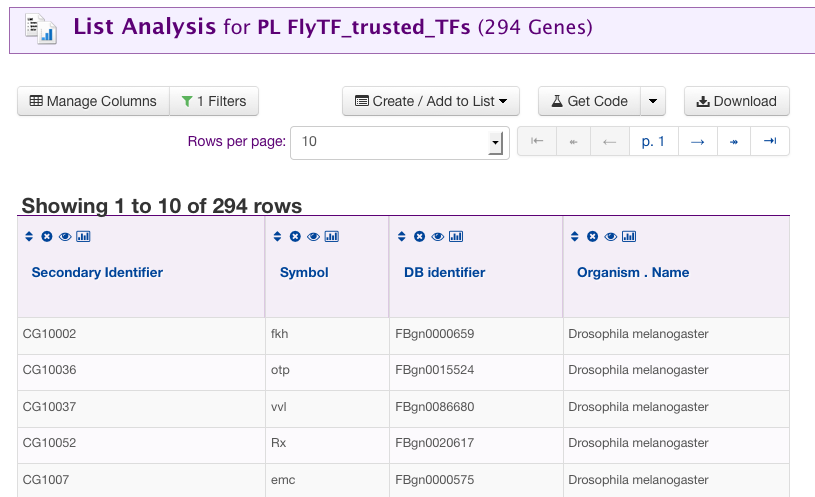 List Analysis for PL FlyTF_trusted_TFs (294 Genes)
Manage Columns 1 Filters Create / Add to List Get Code Download
Rows per page: 10 p. 1
Showing 1 to 10 of 294 rows
Secondary Identifier Symbol DB identifier Organism . Name
CG10002 fkh FBgn0000659 Drosophila melanogaster
CG10036 otp FBgn0015524 Drosophila melanogaster
CG10037 vvl FBgn0086680 Drosophila melanogaster
CG10052 Rx FBgn0020617 Drosophila melanogaster
CG1007 emc FBgn0000575 Drosophila melanogaster